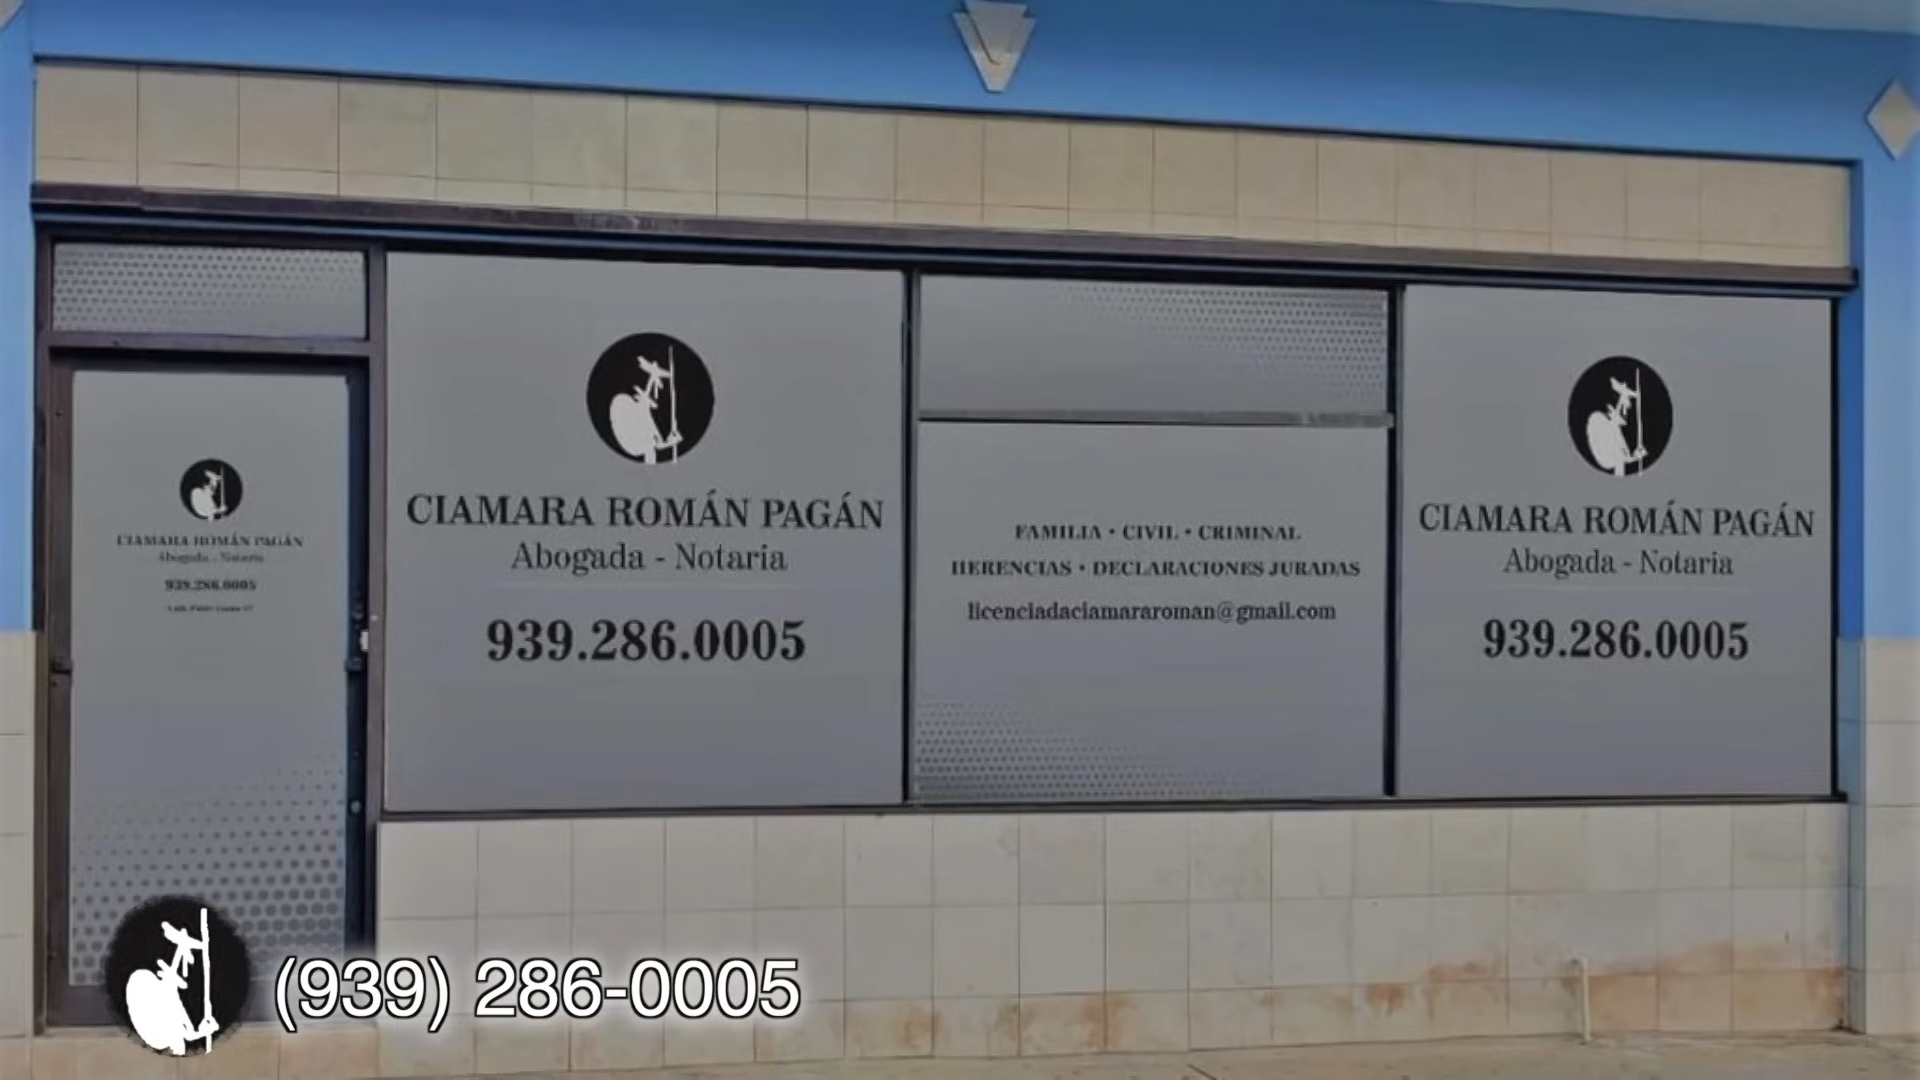 CIAMARA ROMÁN PAGÁN
Abogada - Notaria
939.286.0005
CIAMARA ROMÁN PAGÁN
Abogada - Notaria
939.286.0005
FAMILIA • CIVIL • CRIMINAL
HERENCIAS • DECLARACIONES JURADAS
licenciadaciamararoman@gmail.com
CIAMARA ROMÁN PAGÁN
Abogada - Notaria
939.286.0005
(939) 286-0005